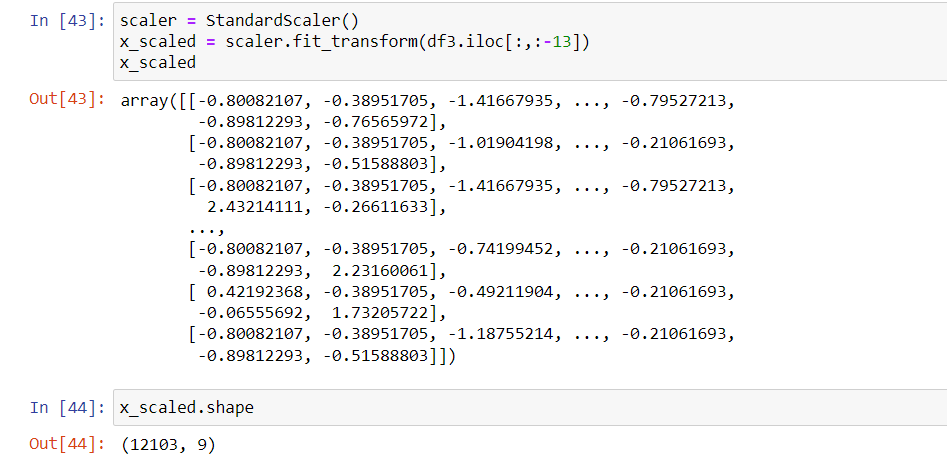 In [43]: scaler = StandardScaler()
x_scaled = scaler.fit_transform(df3.iloc[:,:-13])
x_scaled
Out[43]: array([[-0.80082107, -0.38951705, -1.41667935, ..., -0.79527213,
-0.89812293, -0.76565972],
[-0.80082107, -0.38951705, -1.01904198, ..., -0.21061693,
-0.89812293, -0.51588803],
[-0.80082107, -0.38951705, -1.41667935, ..., -0.79527213,
2.43214111, -0.26611633],
...,
[-0.80082107, -0.38951705, -0.74199452, ..., -0.21061693,
-0.89812293, 2.23160061],
[ 0.42192368, -0.38951705, -0.49211904, ..., -0.21061693,
-0.06555692, 1.73205722],
[-0.80082107, -0.38951705, -1.18755214, ..., -0.21061693,
-0.89812293, -0.51588803]])
In [44]: x_scaled.shape
Out[44]: (12103, 9)